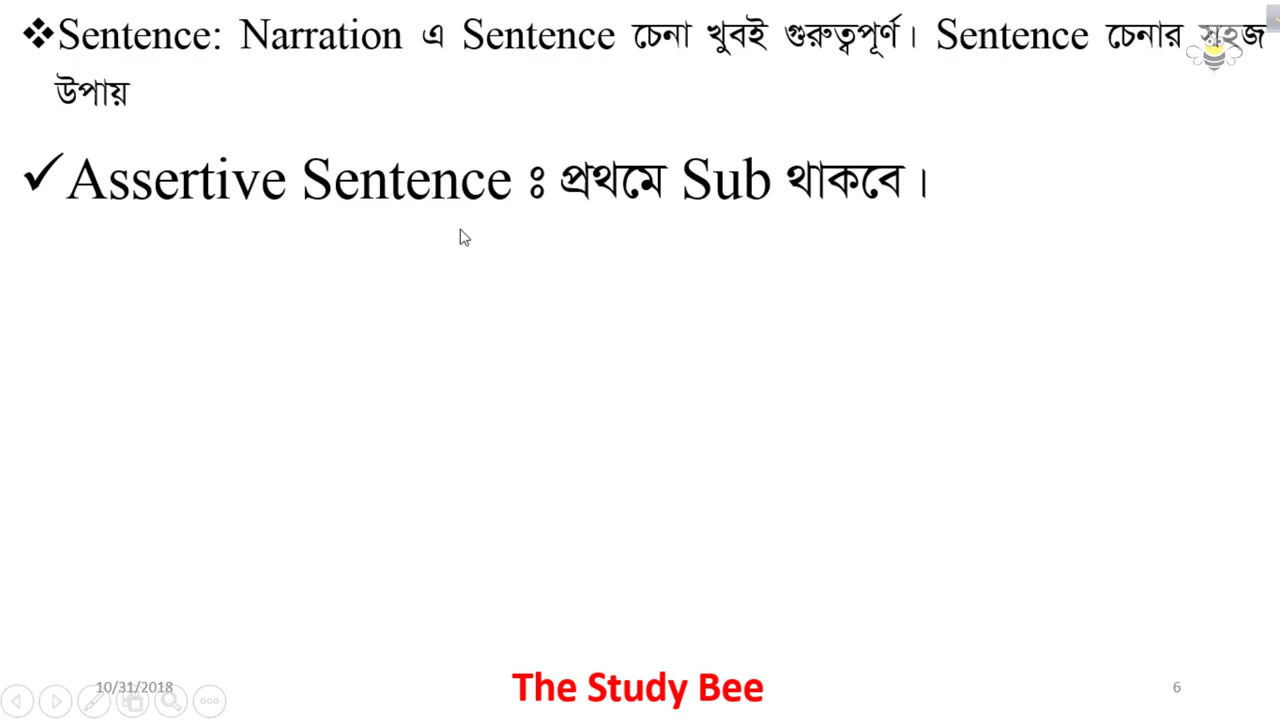 ❖Sentence: Narration এ Sentence চেনা খুবই গুরুত্বপূর্ণ। Sentence চেনার সহজ
উপায়
✓Assertive Sentence ঃ প্রথমে Sub থাকবে।
10/31/2018
The Study Bee
6